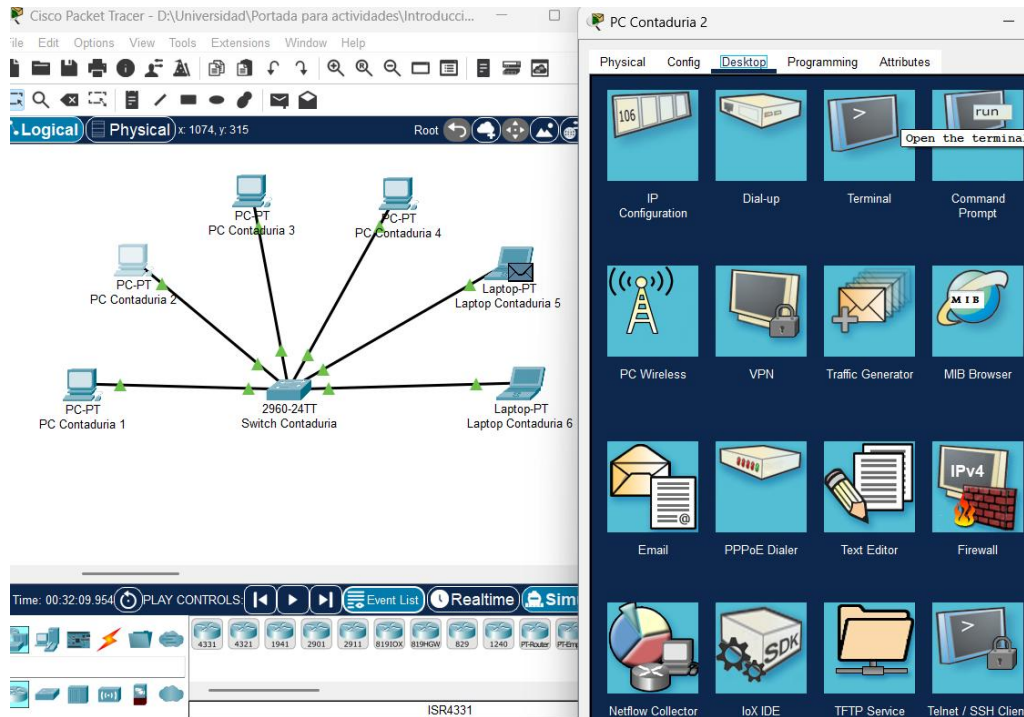 Cisco Packet Tracer - D:\Universidad\Portada para actividades\Introducci...
File Edit Options View Tools Extensions Window Help
Logical Physical x: 1074, y: 315 Root
PC-PT
PC Contaduria 3
PC-PT
PC Contaduria 4
PC-PT
PC Contaduria 2
Laptop-PT
Laptop Contaduria 5
PC-PT
PC Contaduria 1
2960-24TT
Switch Contaduria
Laptop-PT
Laptop Contaduria 6
Time: 00:32:09.954 PLAY CONTROLS: Event List Realtime Sim
4331 4321 1941 2901 2911 819IOX 819HGW 829 1240 PT-Router PT-Emp
ISR4331
PC Contaduria 2
Physical Config Desktop Programming Attributes
106
>
run
Open the terminal
IP
Configuration
Dial-up
Terminal
Command
Prompt
MIB
PC Wireless
VPN
Traffic Generator
MIB Browser
IPv4
@
Email
PPPoE Dialer
Text Editor
Firewall
SDK
>
Netflow Collector
IoX IDE
TFTP Service
Telnet / SSH Clien